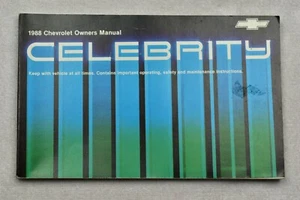 1988 Chevrolet Owners Manual
CELEBRITY
Keep with vehicle at all times. Contains important operating, safety and maintenance instructions.